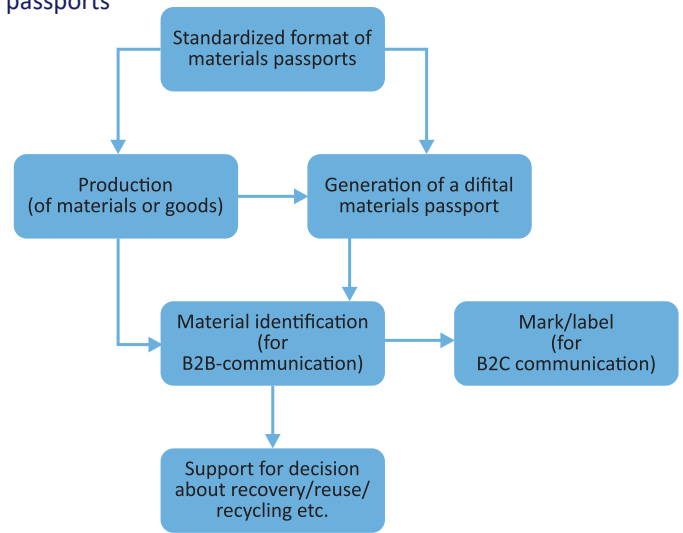 passports
Standardized format of
materials passports
Production
(of materials or goods)
Generation of a difital
materials passport
Material identification
(for
B2B-communication)
Mark/label
(for
B2C communication)
Support for decision
about recovery/reuse/
recycling etc.